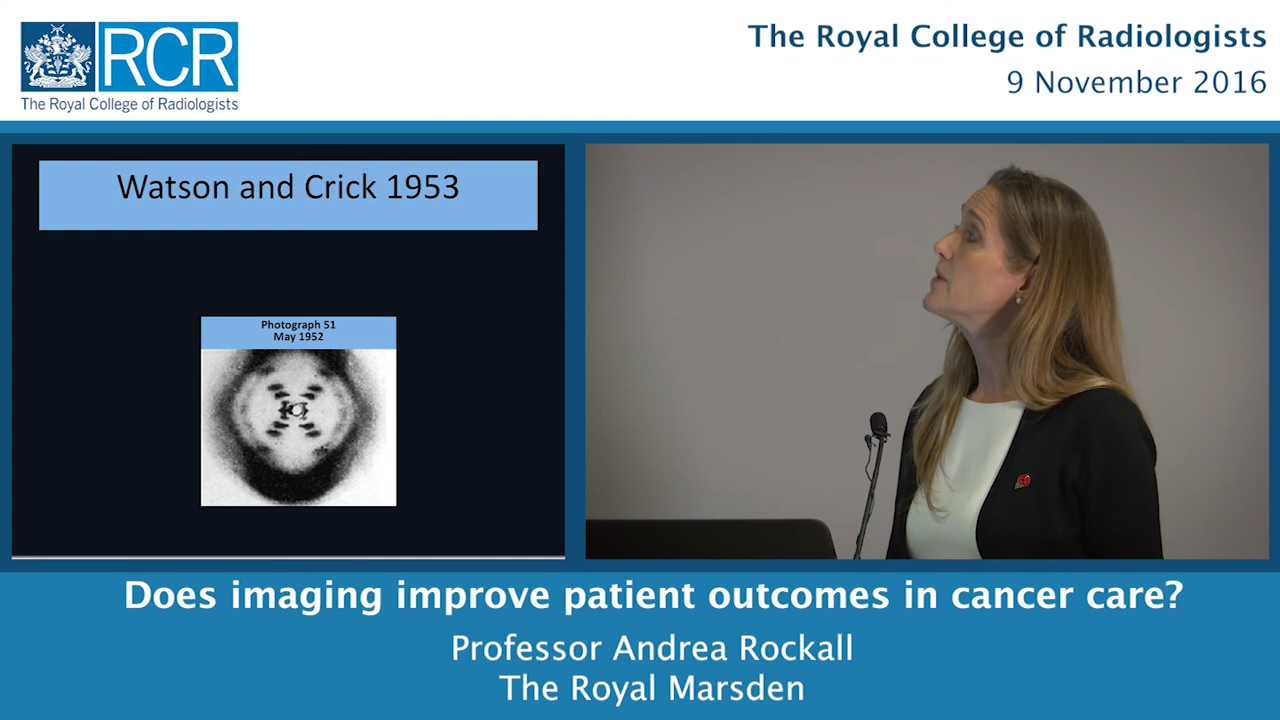 RCR
The Royal College of Radiologists
The Royal College of Radiologists
9 November 2016
Watson and Crick 1953
Photograph 51
May 1952
Does imaging improve patient outcomes in cancer care?
Professor Andrea Rockall
The Royal Marsden